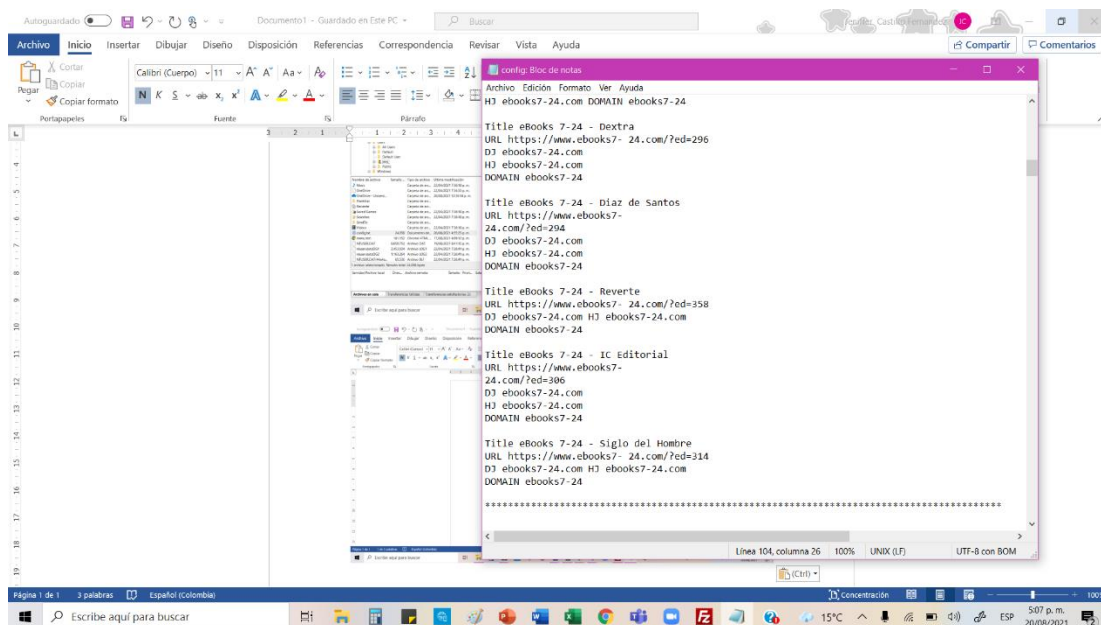 Autoguardado
Documento1 - Guardado en Este PC
Buscar
JC
Archivo Inicio Insertar Dibujar Diseño Disposición Referencias Correspondencia Revisar Vista Ayuda
Compartir
Comentarios
Pegar
Cortar
Copiar
Copiar formato
Portapapeles
Calibri (Cuerpo) 11
Fuente
Párrafo
config: Bloc de notas
Archivo Edición Formato Ver Ayuda
HJ ebooks7-24.com DOMAIN ebooks7-24
Title eBooks 7-24 - Dextra
URL https://www.ebooks7- 24.com/?ed=296
DJ ebooks7-24.com
HJ ebooks7-24.com
DOMAIN ebooks7-24
Title eBooks 7-24 - Diaz de Santos
URL https://www.ebooks7-
24.com/?ed=294
DJ ebooks7-24.com
HJ ebooks7-24.com
DOMAIN ebooks7-24
Title eBooks 7-24 - Reverte
URL https://www.ebooks7- 24.com/?ed=358
DJ ebooks7-24.com HJ ebooks7-24.com
DOMAIN ebooks7-24
Title eBooks 7-24 - IC Editorial
URL https://www.ebooks7-
24.com/?ed=306
DJ ebooks7-24.com
HJ ebooks7-24.com
DOMAIN ebooks7-24
Title eBooks 7-24 - Siglo del Hombre
URL https://www.ebooks7- 24.com/?ed=314
DJ ebooks7-24.com HJ ebooks7-24.com
DOMAIN ebooks7-24
Línea 104, columna 26 100% UNIX (LF) UTF-8 con BOM
(Ctrl)
Página 1 de 1 3 palabras Español (Colombia)
Concentración
Escribe aquí para buscar
15°C
ESP
5:07 p. m.
20/08/2021